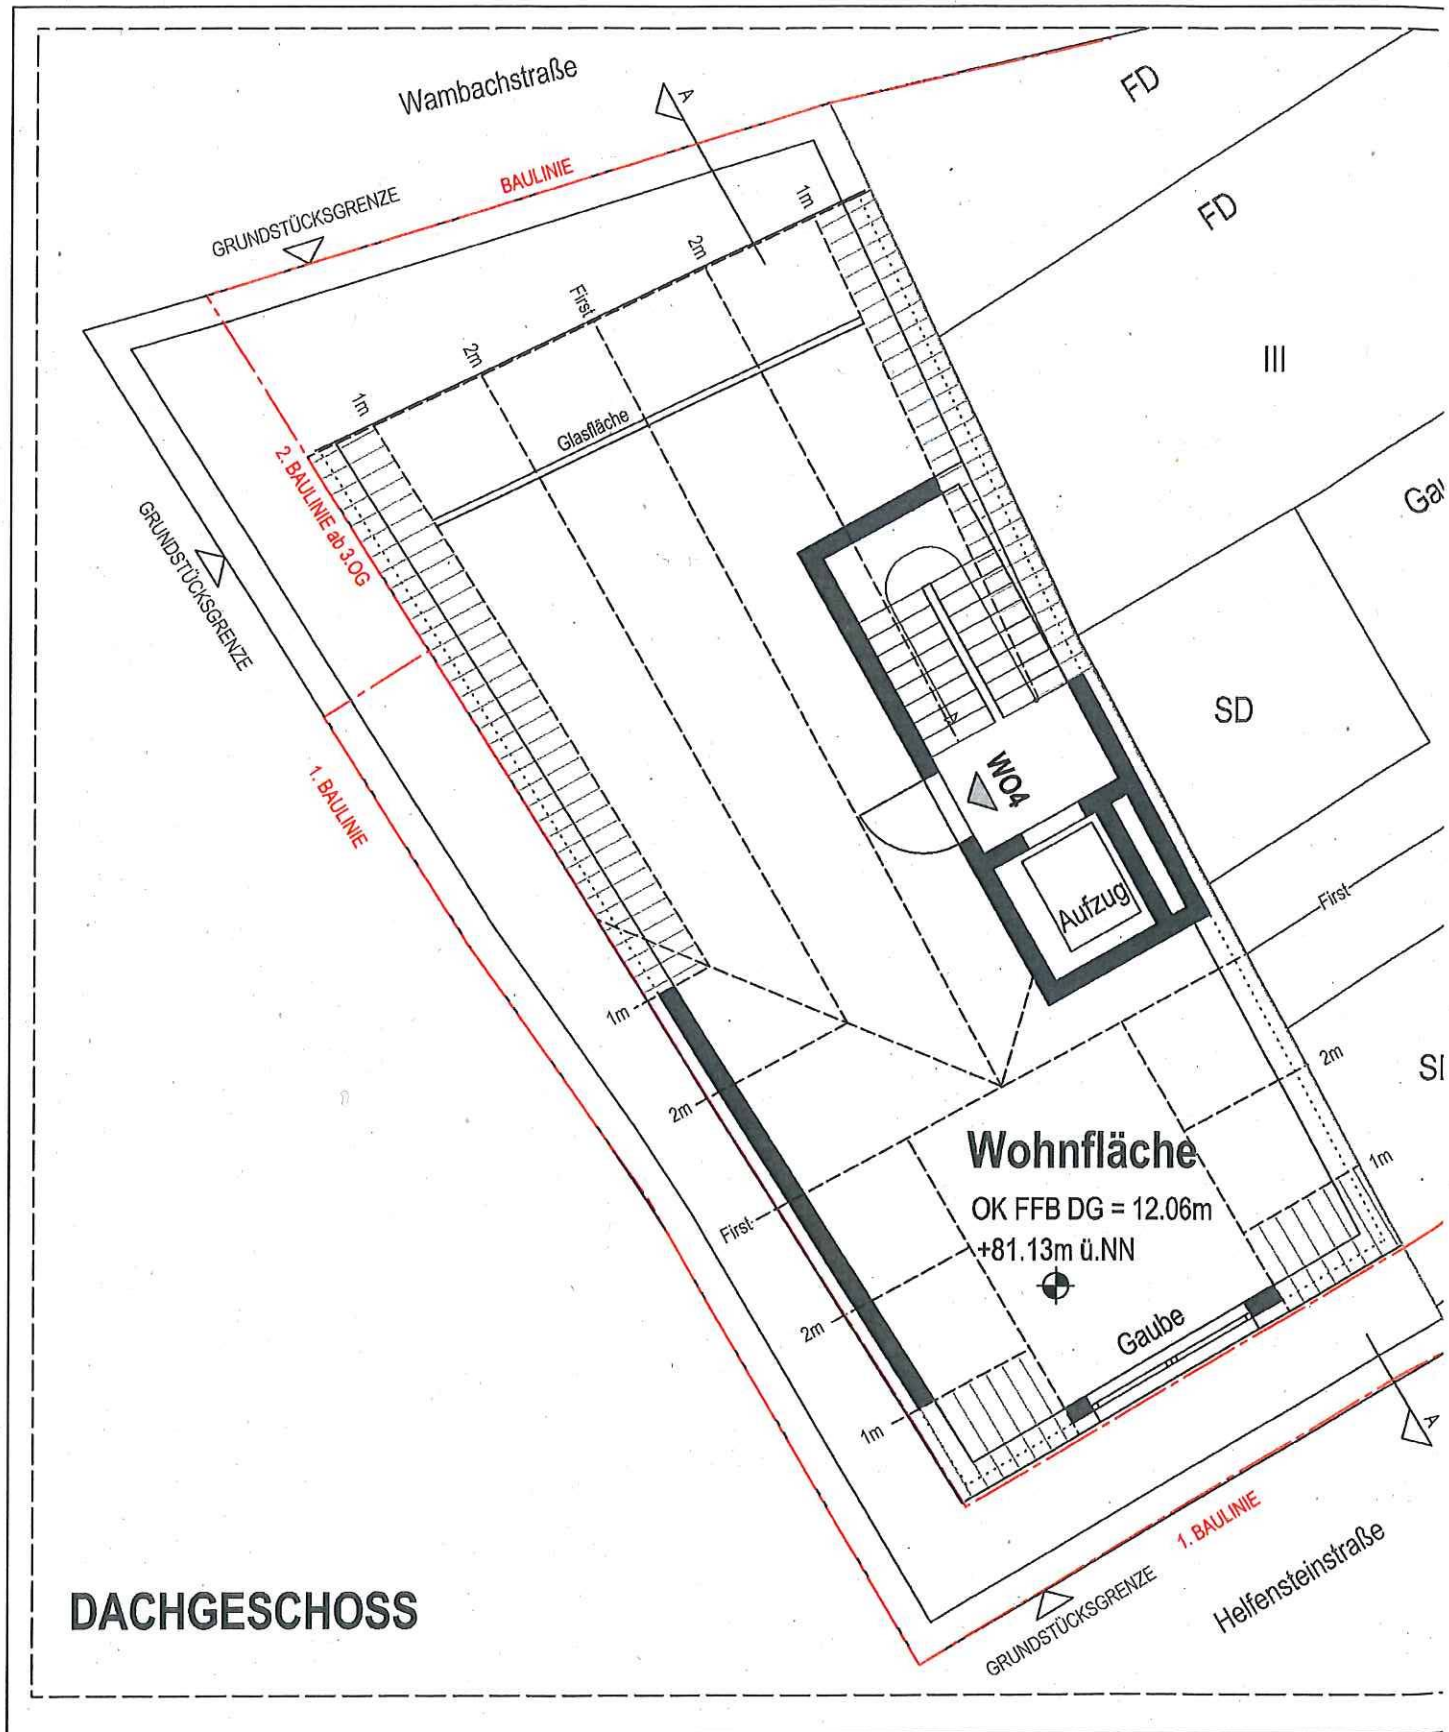 Wambachstraße
A
FD
BAULINIE
GRUNDSTÜCKSGRENZE
1m
FD
2m
First
2m
III
1m
Glasfläche
2. BAULINIE ab 3.OG
GRUNDSTÜCKSGRENZE
SD
WO4
1. BAULINIE
Aufzug
First
1m
2m
2m
Wohnfläche
1m
OK FFB DG = 12.06m
First
+81.13m ü.NN
2m
Gaube
1m
A
1. BAULINIE
Helfensteinstraße
GRUNDSTÜCKSGRENZE
DACHGESCHOSS